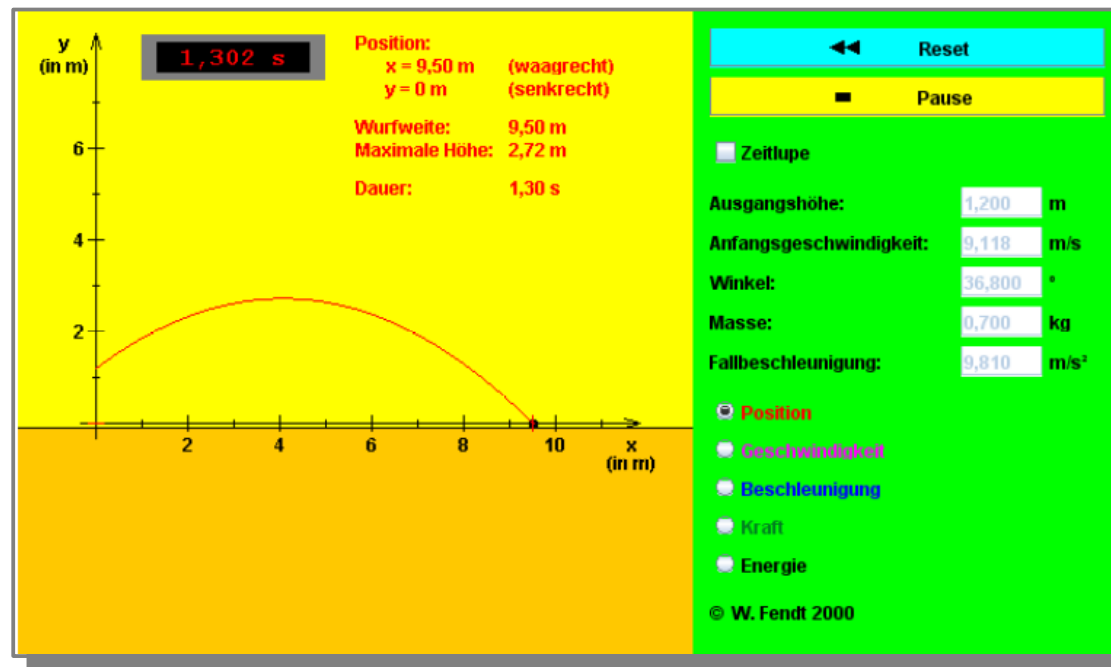 y
(in m)
1,302 s
Position:
x = 9,50 m (waagrecht)
y = 0 m (senkrecht)
Wurfweite: 9,50 m
Maximale Höhe: 2,72 m
Dauer: 1,30 s
6
4
2
2 4 6 8 10 x
(in m)
Reset
Pause
Zeitlupe
Ausgangshöhe: 1,200 m
Anfangsgeschwindigkeit: 9,118 m/s
Winkel: 36,800 °
Masse: 0,700 kg
Fallbeschleunigung: 9,810 m/s²
Position
Geschwindigkeit
Beschleunigung
Kraft
Energie
© W. Fendt 2000